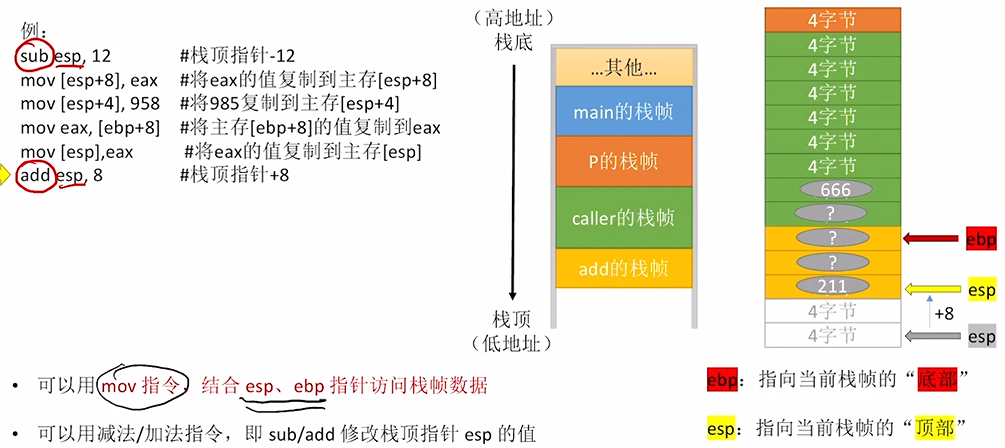 例：
sub esp, 12 #栈顶指针-12
mov [esp+8], eax #将eax的值复制到主存[esp+8]
mov [esp+4], 958 #将985复制到主存[esp+4]
mov eax, [ebp+8] #将主存[ebp+8]的值复制到eax
mov [esp],eax #将eax的值复制到主存[esp]
add esp, 8 #栈顶指针+8
（高地址）
栈底
栈顶
（低地址）
...其他...
main的栈帧
P的栈帧
caller的栈帧
add的栈帧
4字节
4字节
4字节
4字节
4字节
4字节
4字节
666
?
? ebp
?
211 esp
4字节 +8
4字节 esp
• 可以用 mov 指令，结合 esp、ebp 指针访问栈帧数据
• 可以用减法/加法指令，即 sub/add 修改栈顶指针 esp 的值
ebp：指向当前栈帧的“底部”
esp：指向当前栈帧的“顶部”